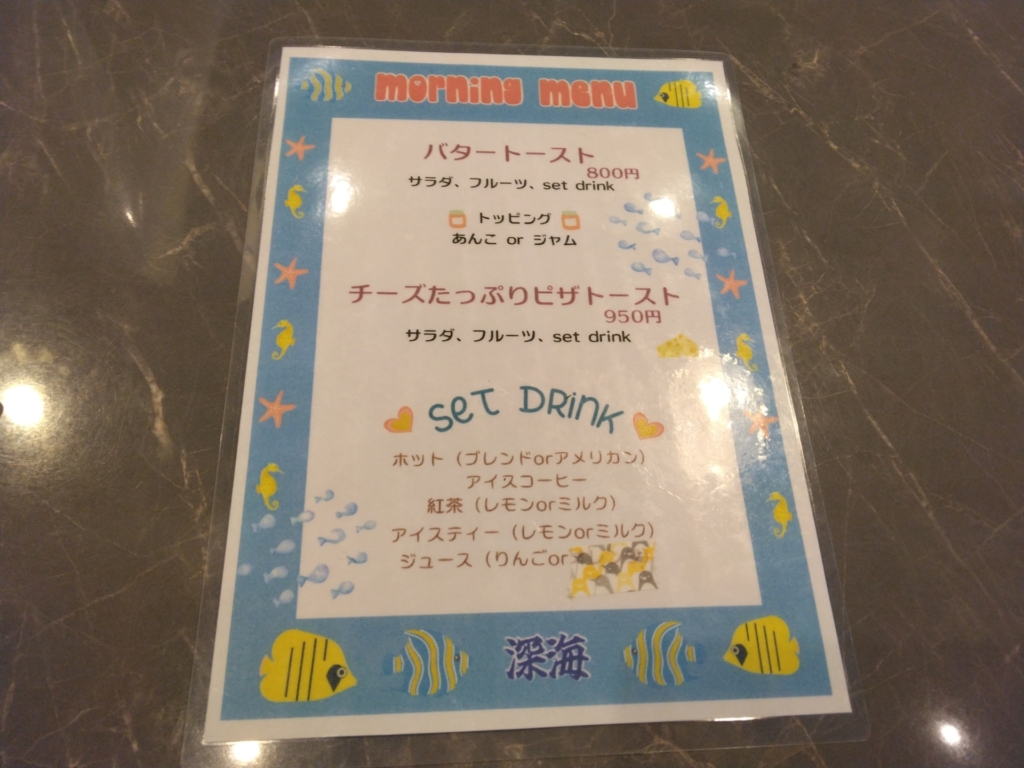 morning menu
バタートースト
800円
サラダ、フルーツ、set drink
トッピング
あんこ or ジャム
チーズたっぷりピザトースト
950円
サラダ、フルーツ、set drink
SET DRINK
ホット（ブレンドorアメリカン）
アイスコーヒー
紅茶（レモンorミルク）
アイスティー（レモンorミルク）
ジュース（りんごor
深海